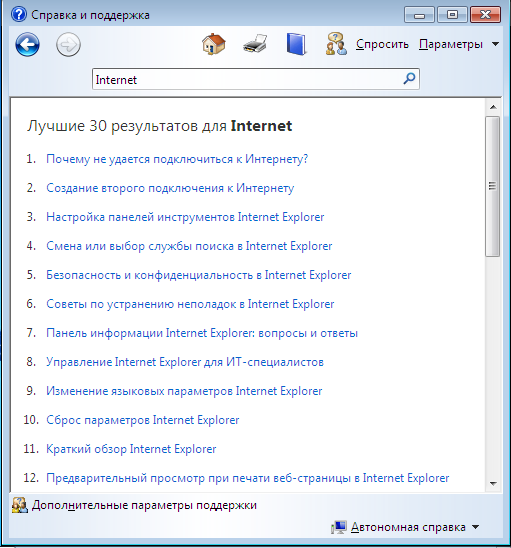 Справка и поддержка
Спросить Параметры
Internet
Лучшие 30 результатов для Internet
1. Почему не удается подключиться к Интернету?
2. Создание второго подключения к Интернету
3. Настройка панелей инструментов Internet Explorer
4. Смена или выбор службы поиска в Internet Explorer
5. Безопасность и конфиденциальность в Internet Explorer
6. Советы по устранению неполадок в Internet Explorer
7. Панель информации Internet Explorer: вопросы и ответы
8. Управление Internet Explorer для ИТ-специалистов
9. Изменение языковых параметров Internet Explorer
10. Сброс параметров Internet Explorer
11. Краткий обзор Internet Explorer
12. Предварительный просмотр при печати веб-страницы в Internet Explorer
Дополнительные параметры поддержки
Автономная справка